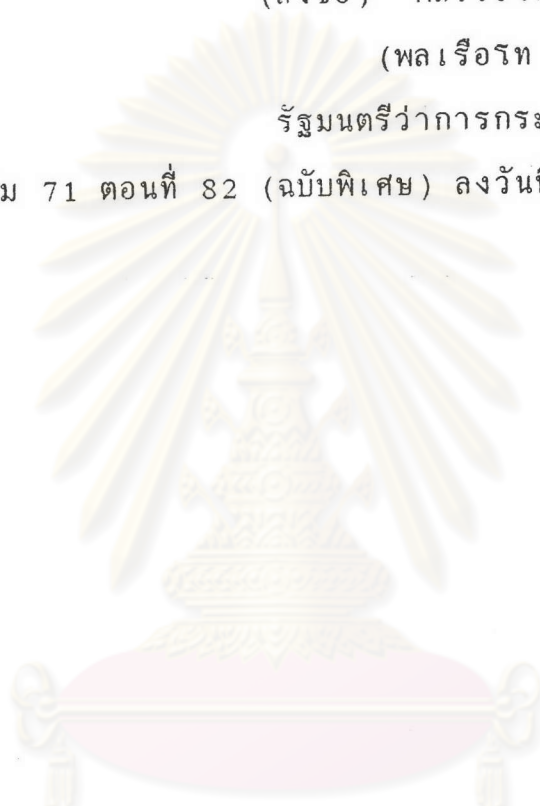 (พลเรือโท
รัฐมนตรีว่าการกระ
ม 71 ตอนที่ 82 (ฉบับพิเศษ) ลงวันที่